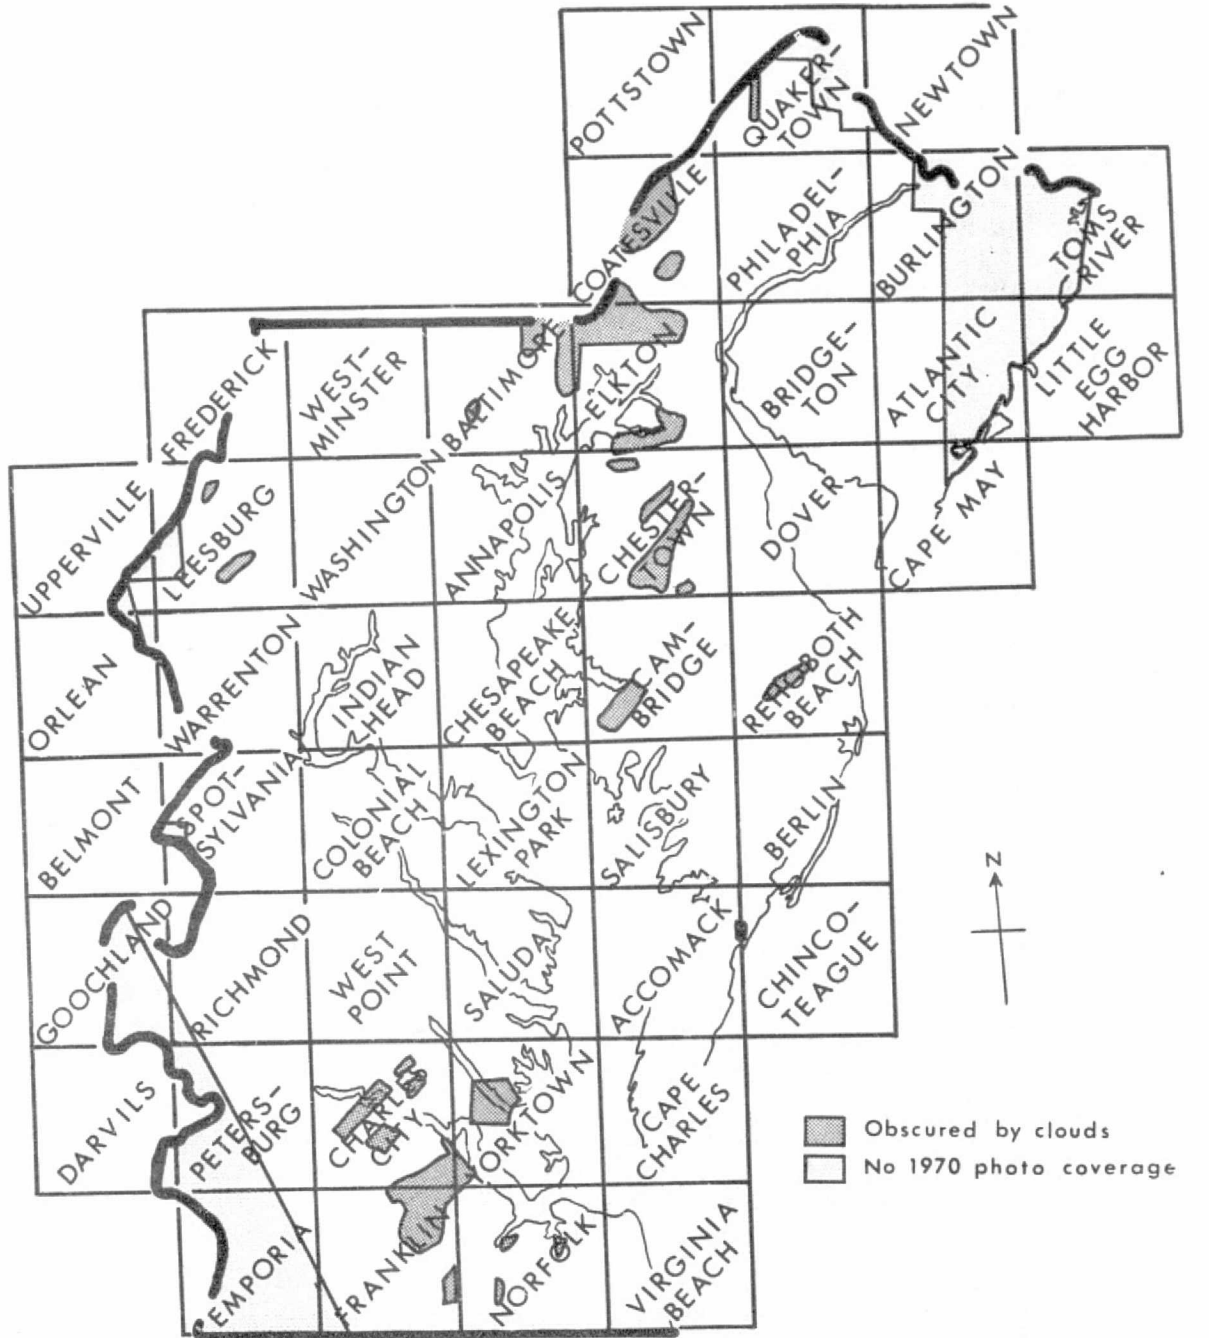 POTTSTOWN
QUAKER-
TOWN
NEWTOWN
COATESVILLE
PHILADEL-
PHIA
BURLINGTON
TOMS
RIVER
FREDERICK
WEST-
MINSTER
BALTIMORE
ELKTON
BRIDGE-
TON
ATLANTIC
CITY
LITTLE
EGG
HARBOR
UPPERVILLE
LEESBURG
WASHINGTON
ANNAPOLIS
CHESTER-
TOWN
DOVER
CAPE MAY
ORLEAN
WARRENTON
INDIAN
HEAD
CHESAPEAKE
BEACH
CAM-
BRIDGE
REHOBOTH
BEACH
BELMONT
SPOT-
SYLVANIA
COLONIAL
BEACH
LEXINGTON
PARK
SALISBURY
BERLIN
N
GOOCHLAND
RICHMOND
WEST
POINT
SALUDA
ACCOMACK
CHINCO-
TEAGUE
DARVILS
PETERS-
BURG
CHARLES
CITY
YORKTOWN
CAPE
CHARLES
Obscured by clouds
No 1970 photo coverage
EMPORIA
FRANKLIN
NORFOLK
VIRGINIA
BEACH